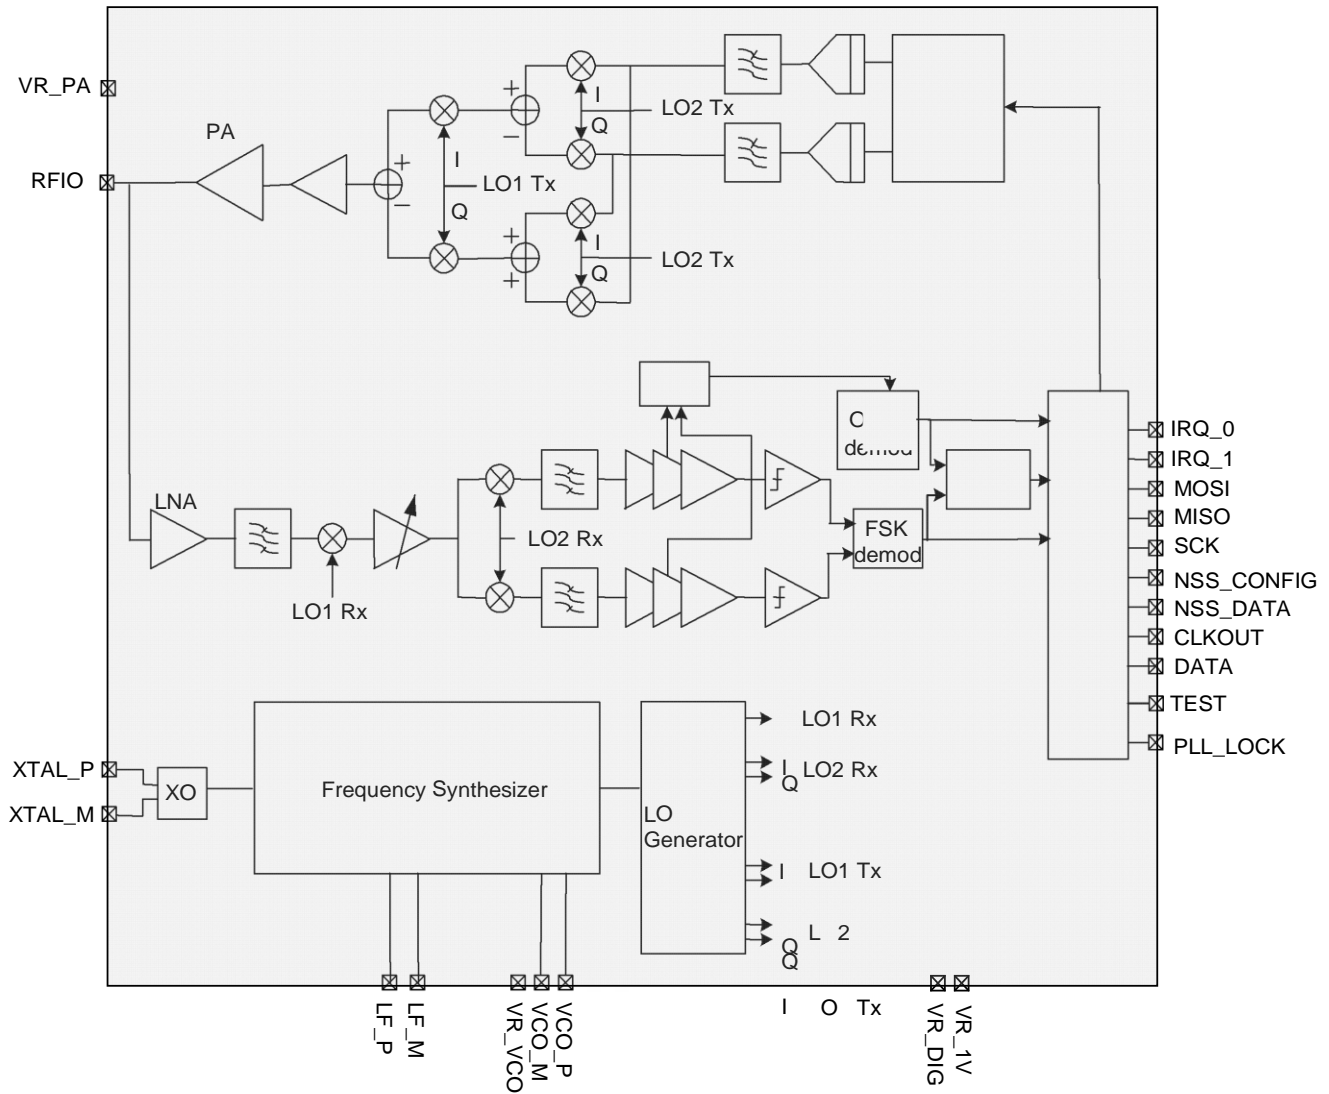 VR_PA
PA
RFIO
+
−
I
Q
LO1 Tx
+
−
I
Q
LO2 Tx
+
+
I
Q
LO2 Tx
LNA
LO1 Rx
LO2 Rx
demod
FSK
demod
IRQ_0
IRQ_1
MOSI
MISO
SCK
NSS_CONFIG
NSS_DATA
CLKOUT
DATA
TEST
PLL_LOCK
XTAL_P
XTAL_M
XO
Frequency Synthesizer
LO
Generator
LO1 Rx
I
Q
LO2 Rx
I
LO1 Tx
L 2
Q
Q
I O Tx
LF_P
LF_M
VR_VCO
VCO_M
VCO_P
VR_DIG
VR_1V